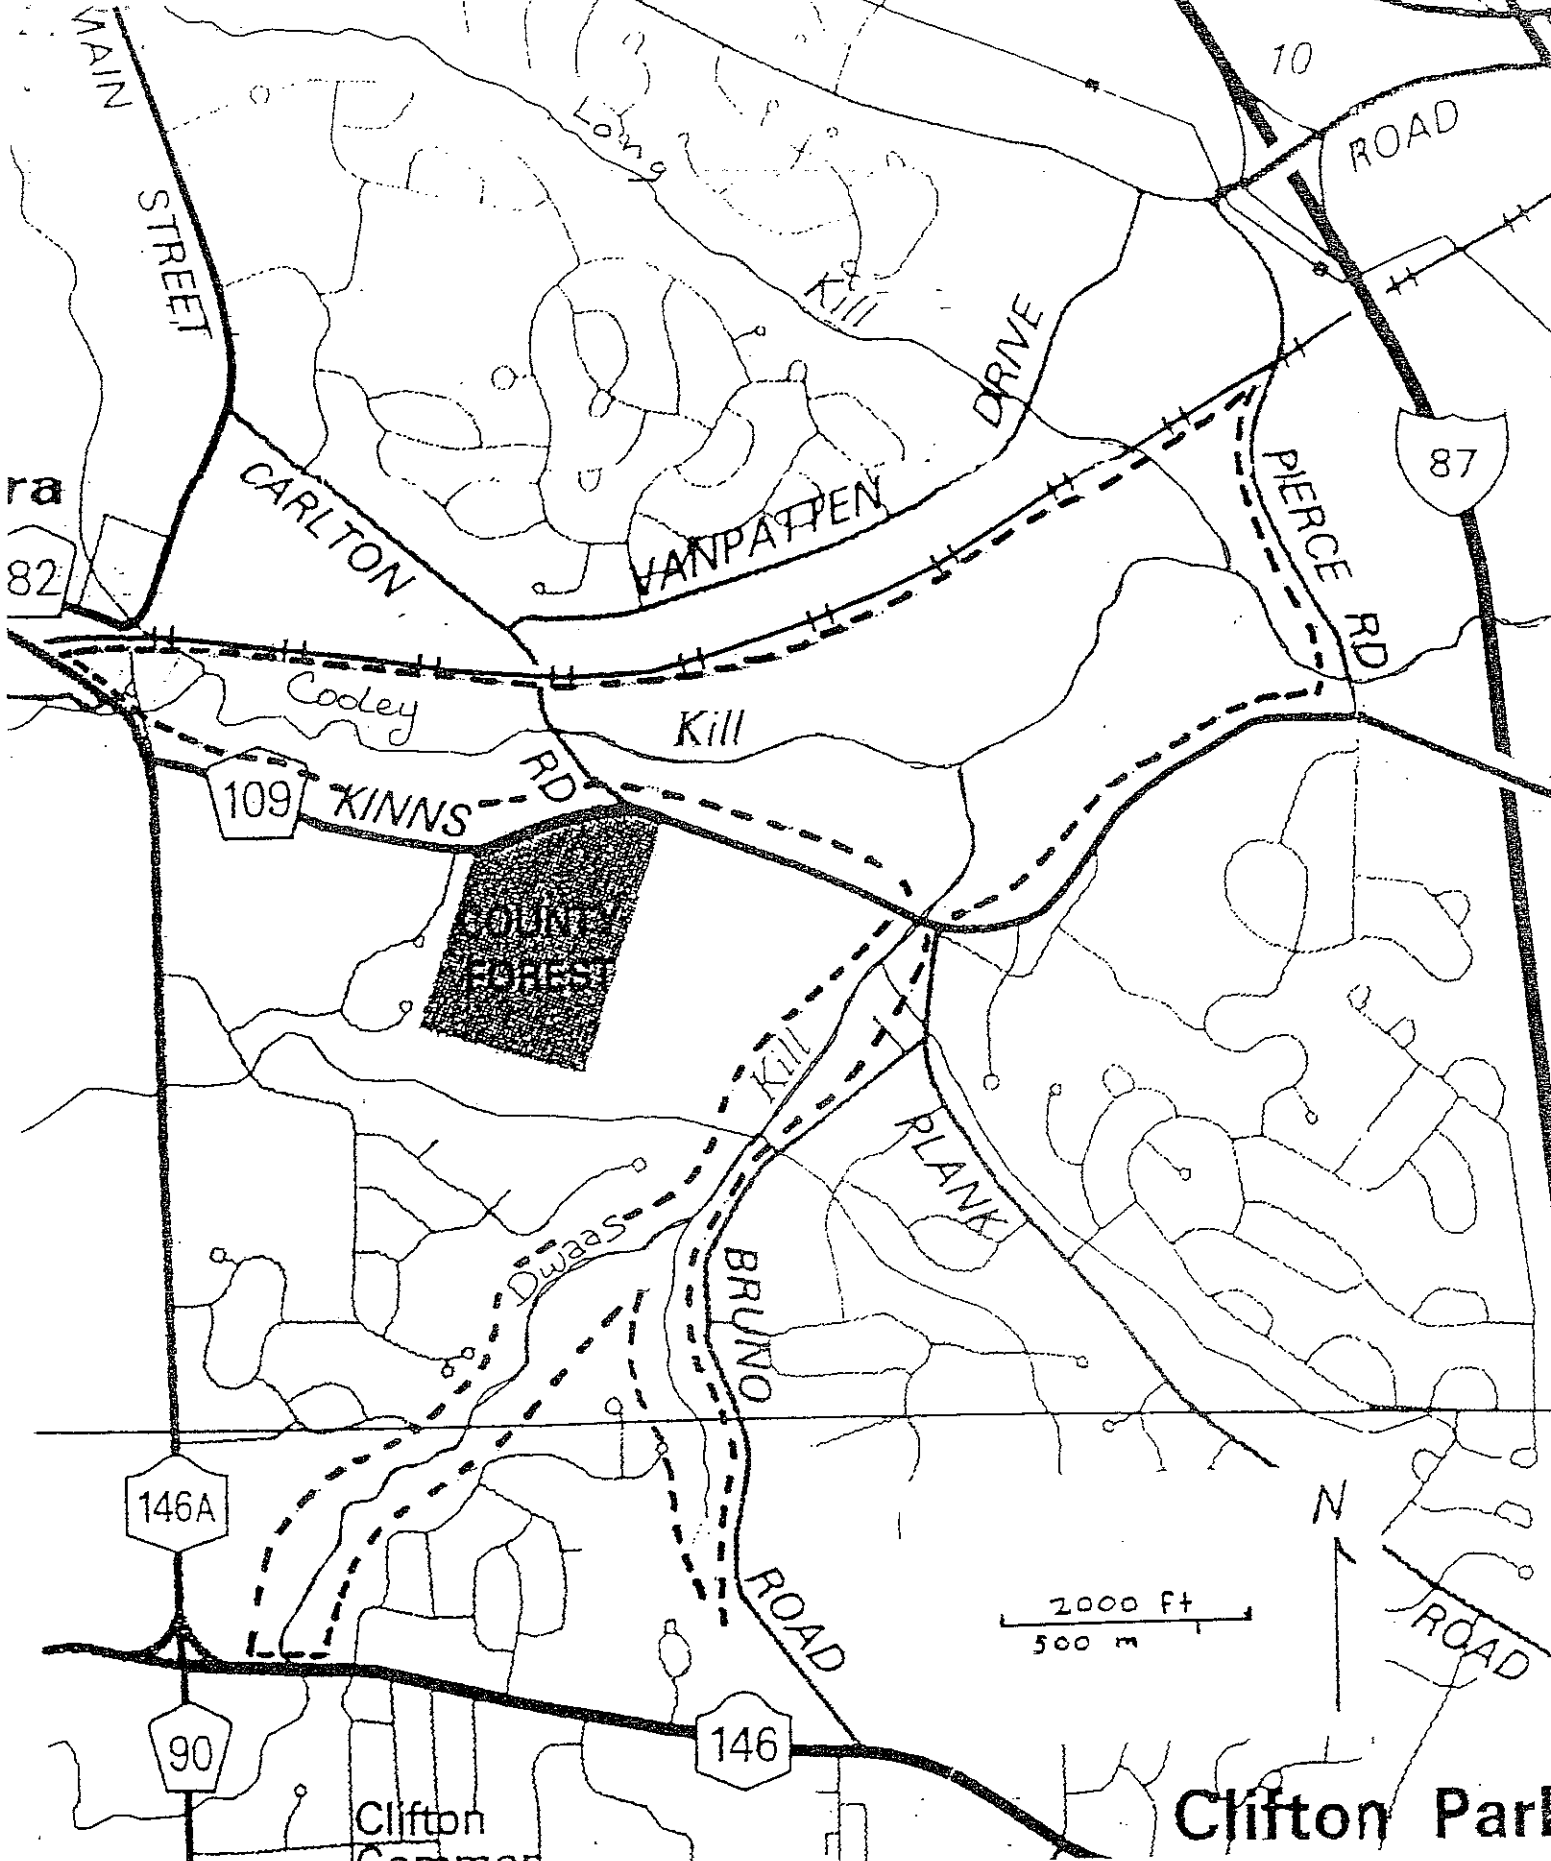 MAIN
STREET
10
ROAD
Long
Kill
DRIVE
87
PIERCE RD
ra
82
CARLTON
RD
VANPATTEN
Cooley
Kill
109
KINNS
COUNTY
FOREST
Kill
Dwaas
PLANK
ROAD
BRUNO
ROAD
146A
N
2000 ft
500 m
90
146
Clifton
Common
Clifton Park